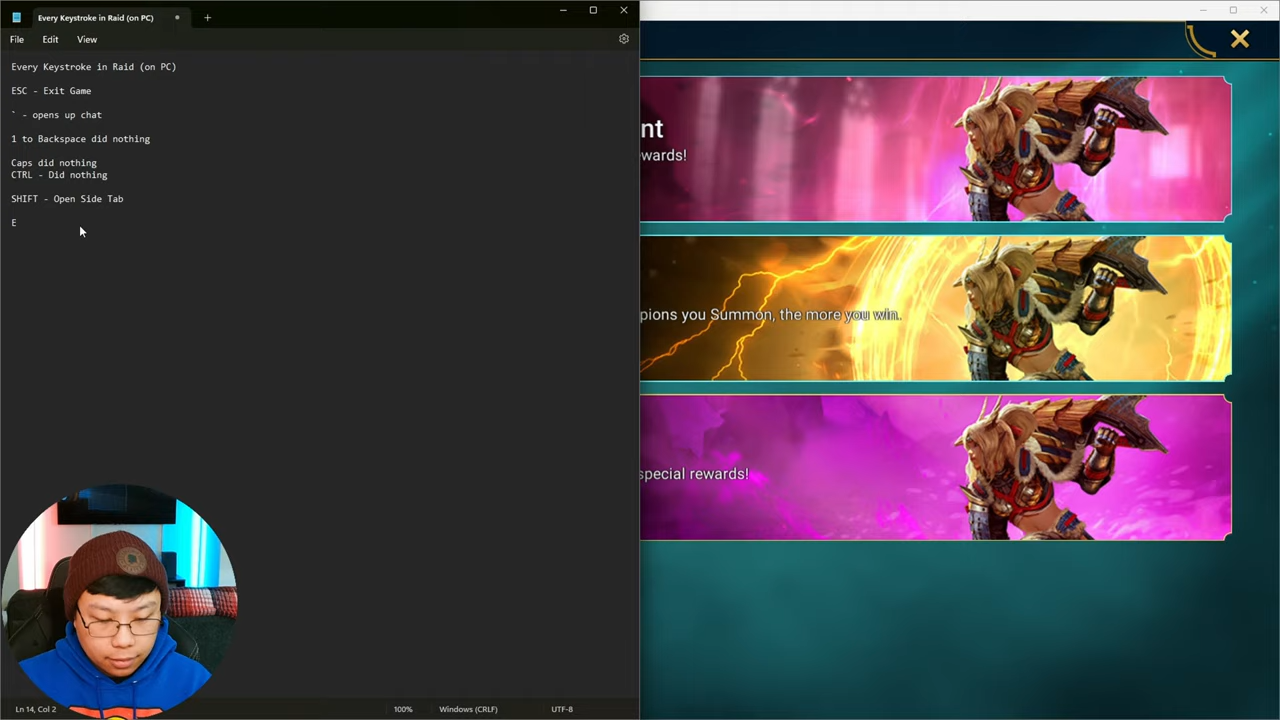 Every Keystroke in Raid (on PC)
File Edit View
Every Keystroke in Raid (on PC)
ESC - Exit Game
` - opens up chat
1 to Backspace did nothing
Caps did nothing
CTRL - Did nothing
SHIFT - Open Side Tab
E
nt
wards!
pions you Summon, the more you win.
special rewards!
Ln 14, Col 2
100%
Windows (CRLF)
UTF-8